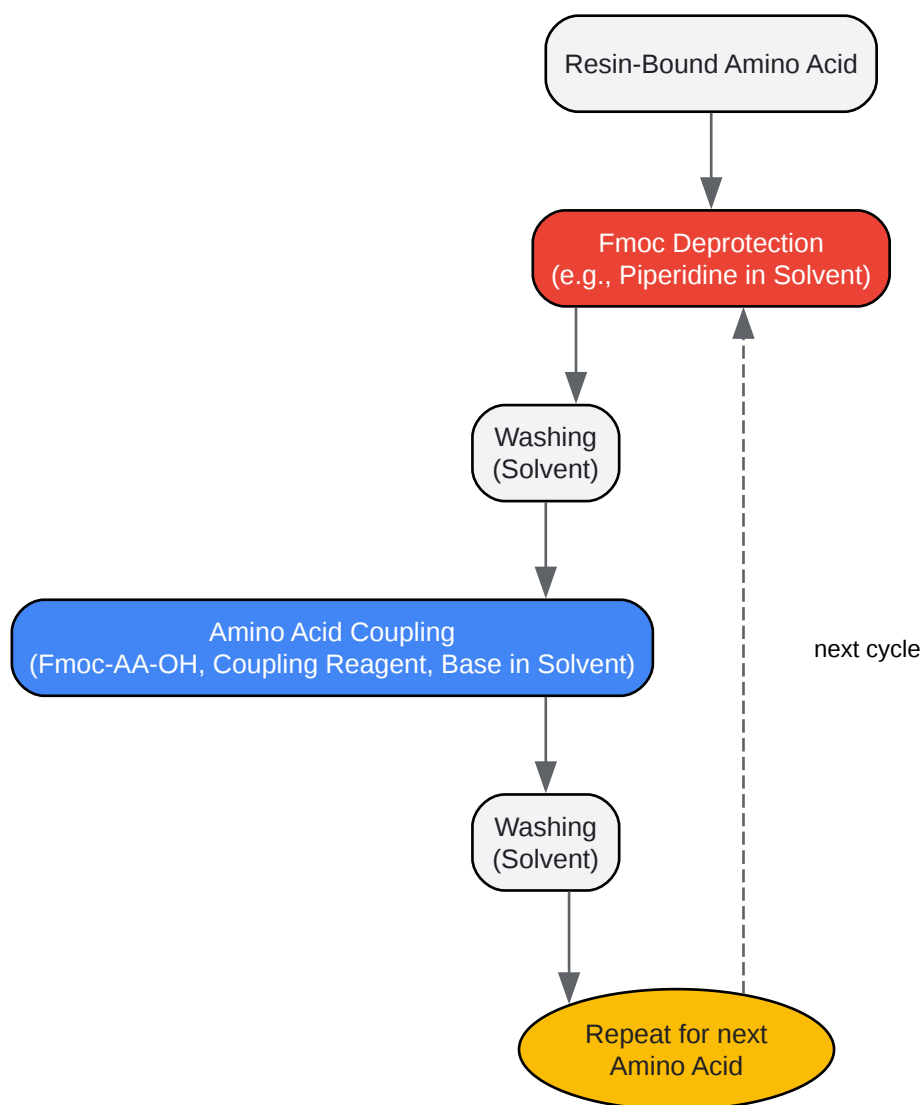 Resin-Bound Amino Acid
Fmoc Deprotection
(e.g., Piperidine in Solvent)
Washing
(Solvent)
Amino Acid Coupling
(Fmoc-AA-OH, Coupling Reagent, Base in Solvent)
next cycle
Washing
(Solvent)
Repeat for next
Amino Acid